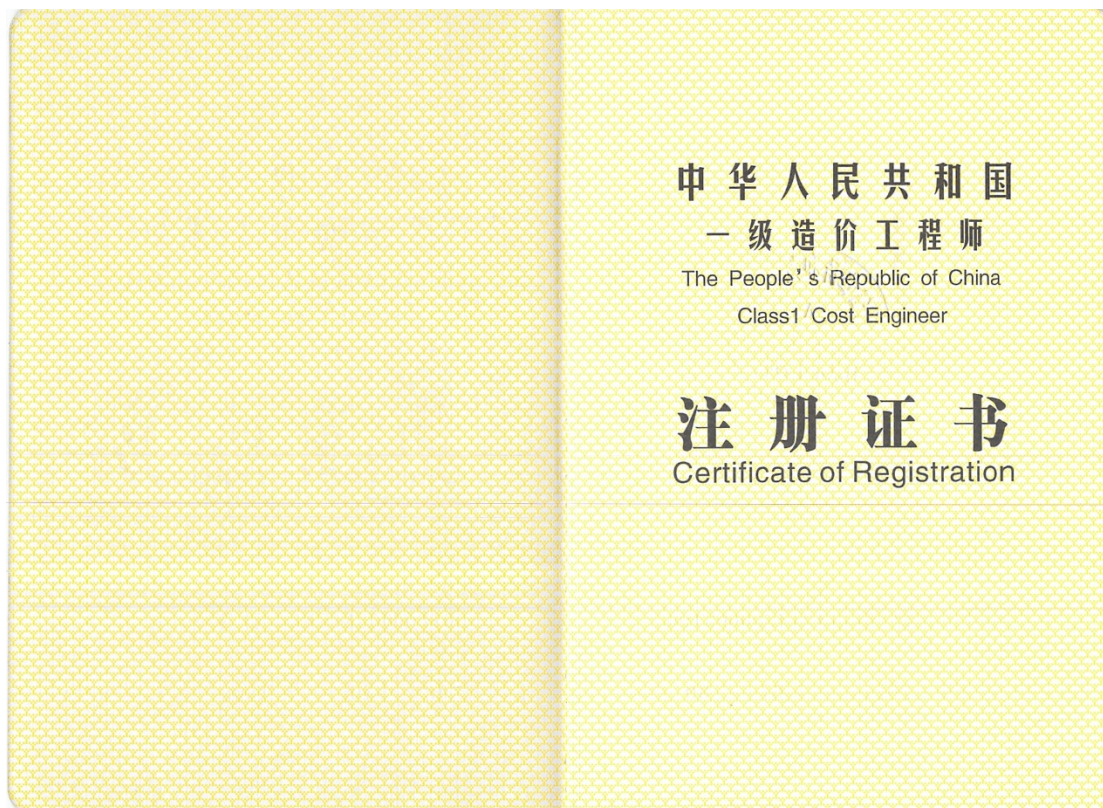 中华人民共和国
一级造价工程师
The People's Republic of China
Class1 Cost Engineer
注册证书
Certificate of Registration